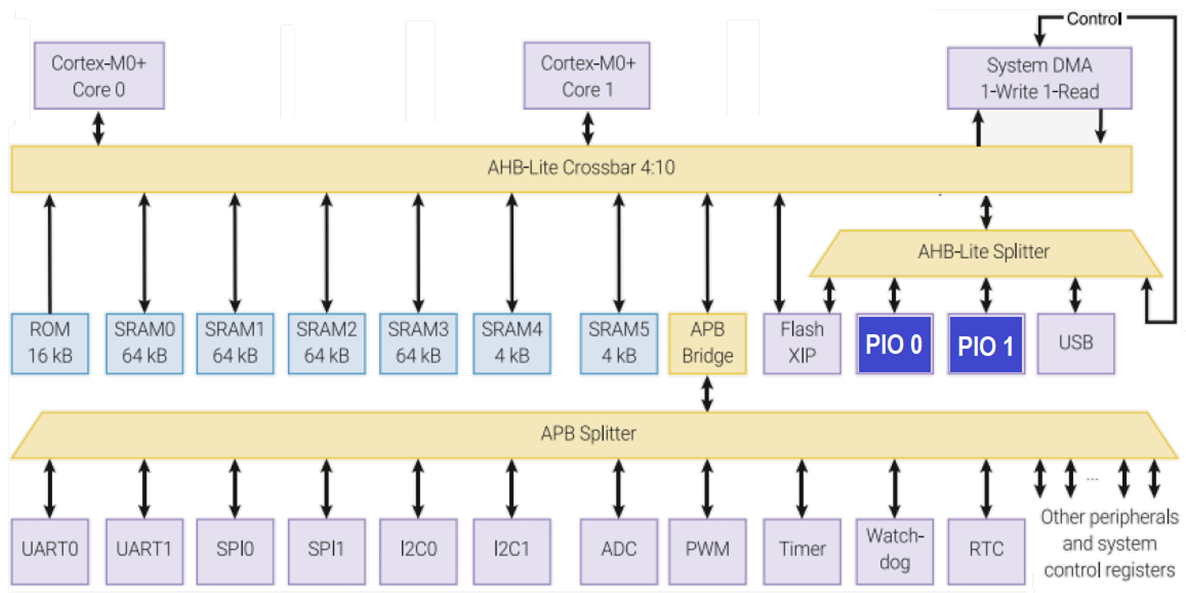 Control
Cortex-M0+
Core 0
Cortex-M0+
Core 1
System DMA
1-Write 1-Read
AHB-Lite Crossbar 4:10
AHB-Lite Splitter
ROM
16 kB
SRAM0
64 kB
SRAM1
64 kB
SRAM2
64 kB
SRAM3
64 kB
SRAM4
4 kB
SRAM5
4 kB
APB
Bridge
Flash
XIP
PIO 0
PIO 1
USB
APB Splitter
UART0
UART1
SPI0
SPI1
I2C0
I2C1
ADC
PWM
Timer
Watch-
dog
RTC
...
Other peripherals
and system
control registers